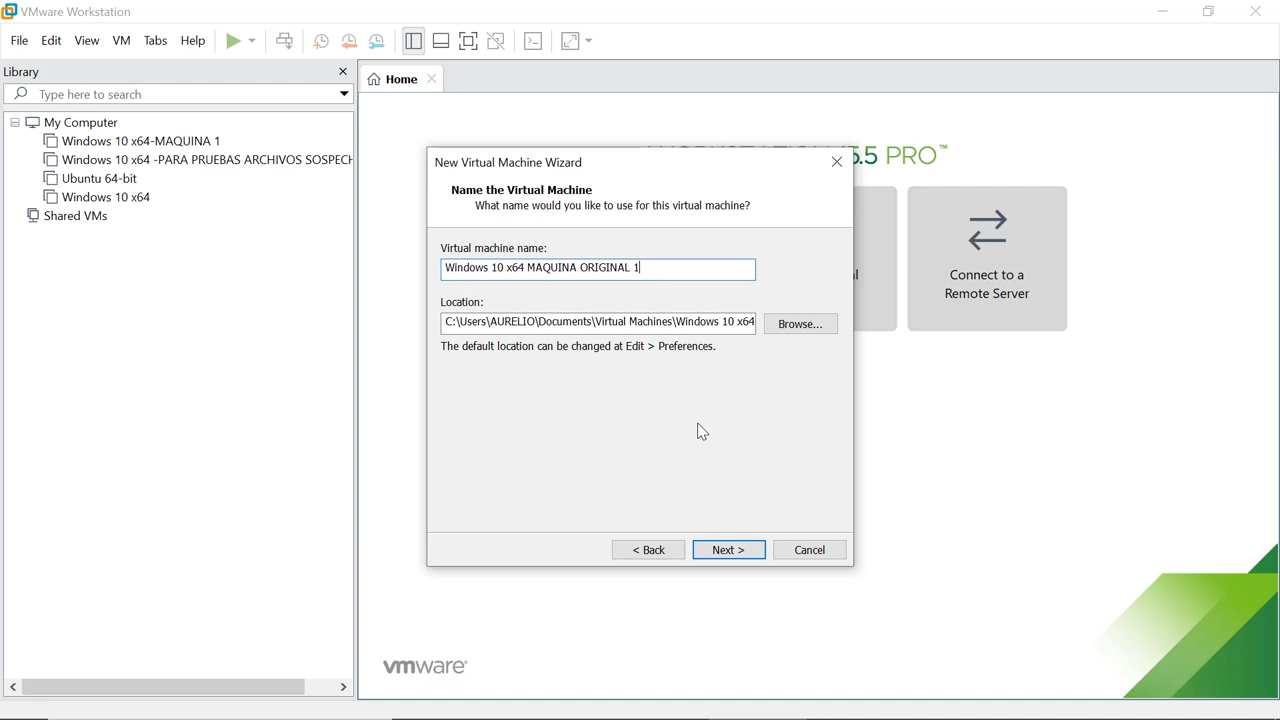 VMware Workstation
File Edit View VM Tabs Help
Library
Type here to search
My Computer
Windows 10 x64-MAQUINA 1
Windows 10 x64 -PARA PRUEBAS ARCHIVOS SOSPECH
Ubuntu 64-bit
Windows 10 x64
Shared VMs
Home
5.5 PRO™
New Virtual Machine Wizard
Name the Virtual Machine
What name would you like to use for this virtual machine?
Virtual machine name:
Windows 10 x64 MAQUINA ORIGINAL 1
Location:
C:\Users\AURELIO\Documents\Virtual Machines\Windows 10 x64
Browse...
The default location can be changed at Edit > Preferences.
< Back Next > Cancel
Connect to a
Remote Server
vmware